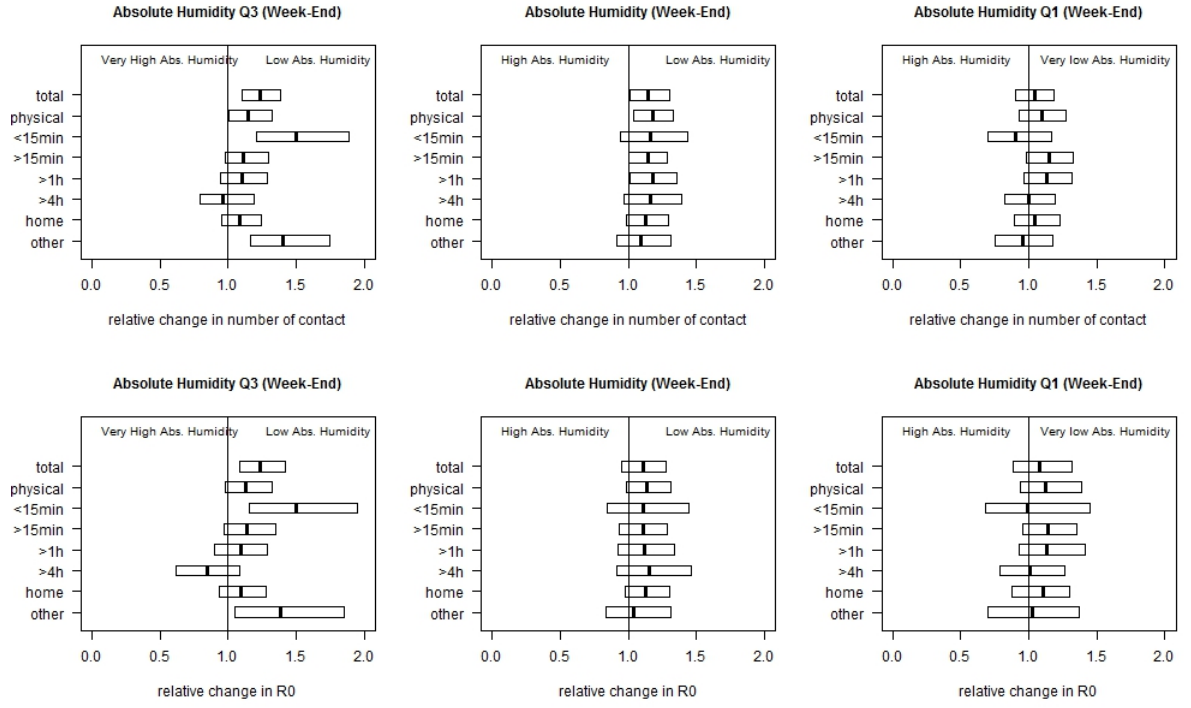 Absolute Humidity Q3 (Week-End)
Very High Abs. Humidity Low Abs. Humidity
total
physical
<15min
>15min
>1h
>4h
home
other
0.0 0.5 1.0 1.5 2.0
relative change in number of contact
Absolute Humidity (Week-End)
High Abs. Humidity Low Abs. Humidity
total
physical
<15min
>15min
>1h
>4h
home
other
0.0 0.5 1.0 1.5 2.0
relative change in number of contact
Absolute Humidity Q1 (Week-End)
High Abs. Humidity Very low Abs. Humidity
total
physical
<15min
>15min
>1h
>4h
home
other
0.0 0.5 1.0 1.5 2.0
relative change in number of contact
Absolute Humidity Q3 (Week-End)
Very High Abs. Humidity Low Abs. Humidity
total
physical
<15min
>15min
>1h
>4h
home
other
0.0 0.5 1.0 1.5 2.0
relative change in R0
Absolute Humidity (Week-End)
High Abs. Humidity Low Abs. Humidity
total
physical
<15min
>15min
>1h
>4h
home
other
0.0 0.5 1.0 1.5 2.0
relative change in R0
Absolute Humidity Q1 (Week-End)
High Abs. Humidity Very low Abs. Humidity
total
physical
<15min
>15min
>1h
>4h
home
other
0.0 0.5 1.0 1.5 2.0
relative change in R0